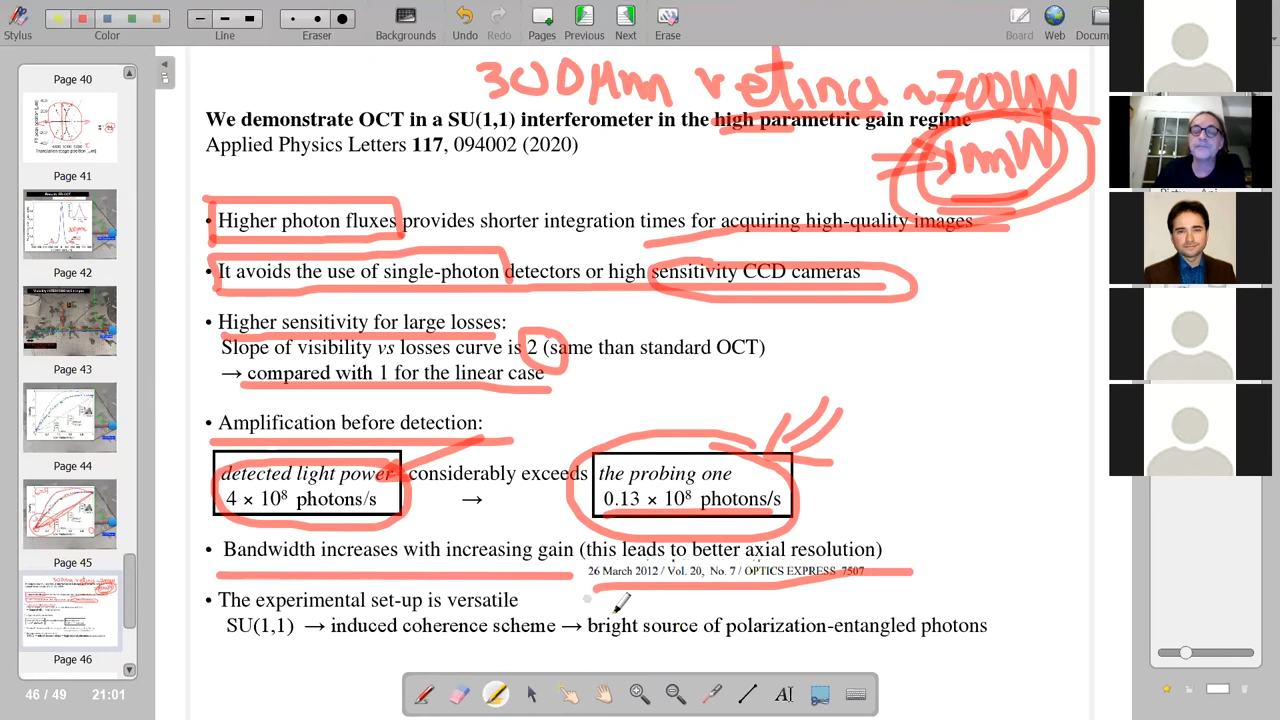 Stylus
Color
Line
Eraser
Backgrounds
Undo
Redo
Pages
Previous
Next
Erase
Board
Web
Docum
Page 40
Page 41
Page 42
Page 43
Page 44
Page 45
Page 46
46 / 49 21:01
300 μm retina ~700μW
1mW
We demonstrate OCT in a SU(1,1) interferometer in the high parametric gain regime
Applied Physics Letters 117, 094002 (2020)
• Higher photon fluxes provides shorter integration times for acquiring high-quality images
• It avoids the use of single-photon detectors or high sensitivity CCD cameras
• Higher sensitivity for large losses:
Slope of visibility vs losses curve is 2 (same than standard OCT)
→ compared with 1 for the linear case
• Amplification before detection:
detected light power considerably exceeds the probing one
4 × 10⁸ photons/s → 0.13 × 10⁸ photons/s
• Bandwidth increases with increasing gain (this leads to better axial resolution)
26 March 2012 / Vol. 20, No. 7 / OPTICS EXPRESS 7507
• The experimental set-up is versatile
SU(1,1) → induced coherence scheme → bright source of polarization-entangled photons